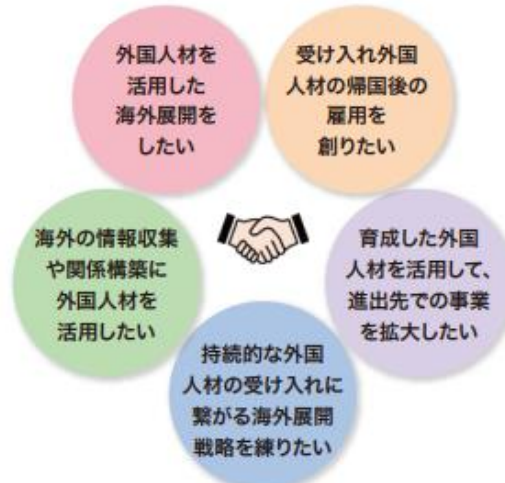 外国人材を
活用した
海外展開を
したい
受け入れ外国
人材の帰国後の
雇用を
創りたい
海外の情報収集
や関係構築に
外国人材を
活用したい
育成した外国
人材を活用して、
進出先での事業
を拡大したい
持続的な外国
人材の受け入れに
繋がる海外展開
戦略を練りたい